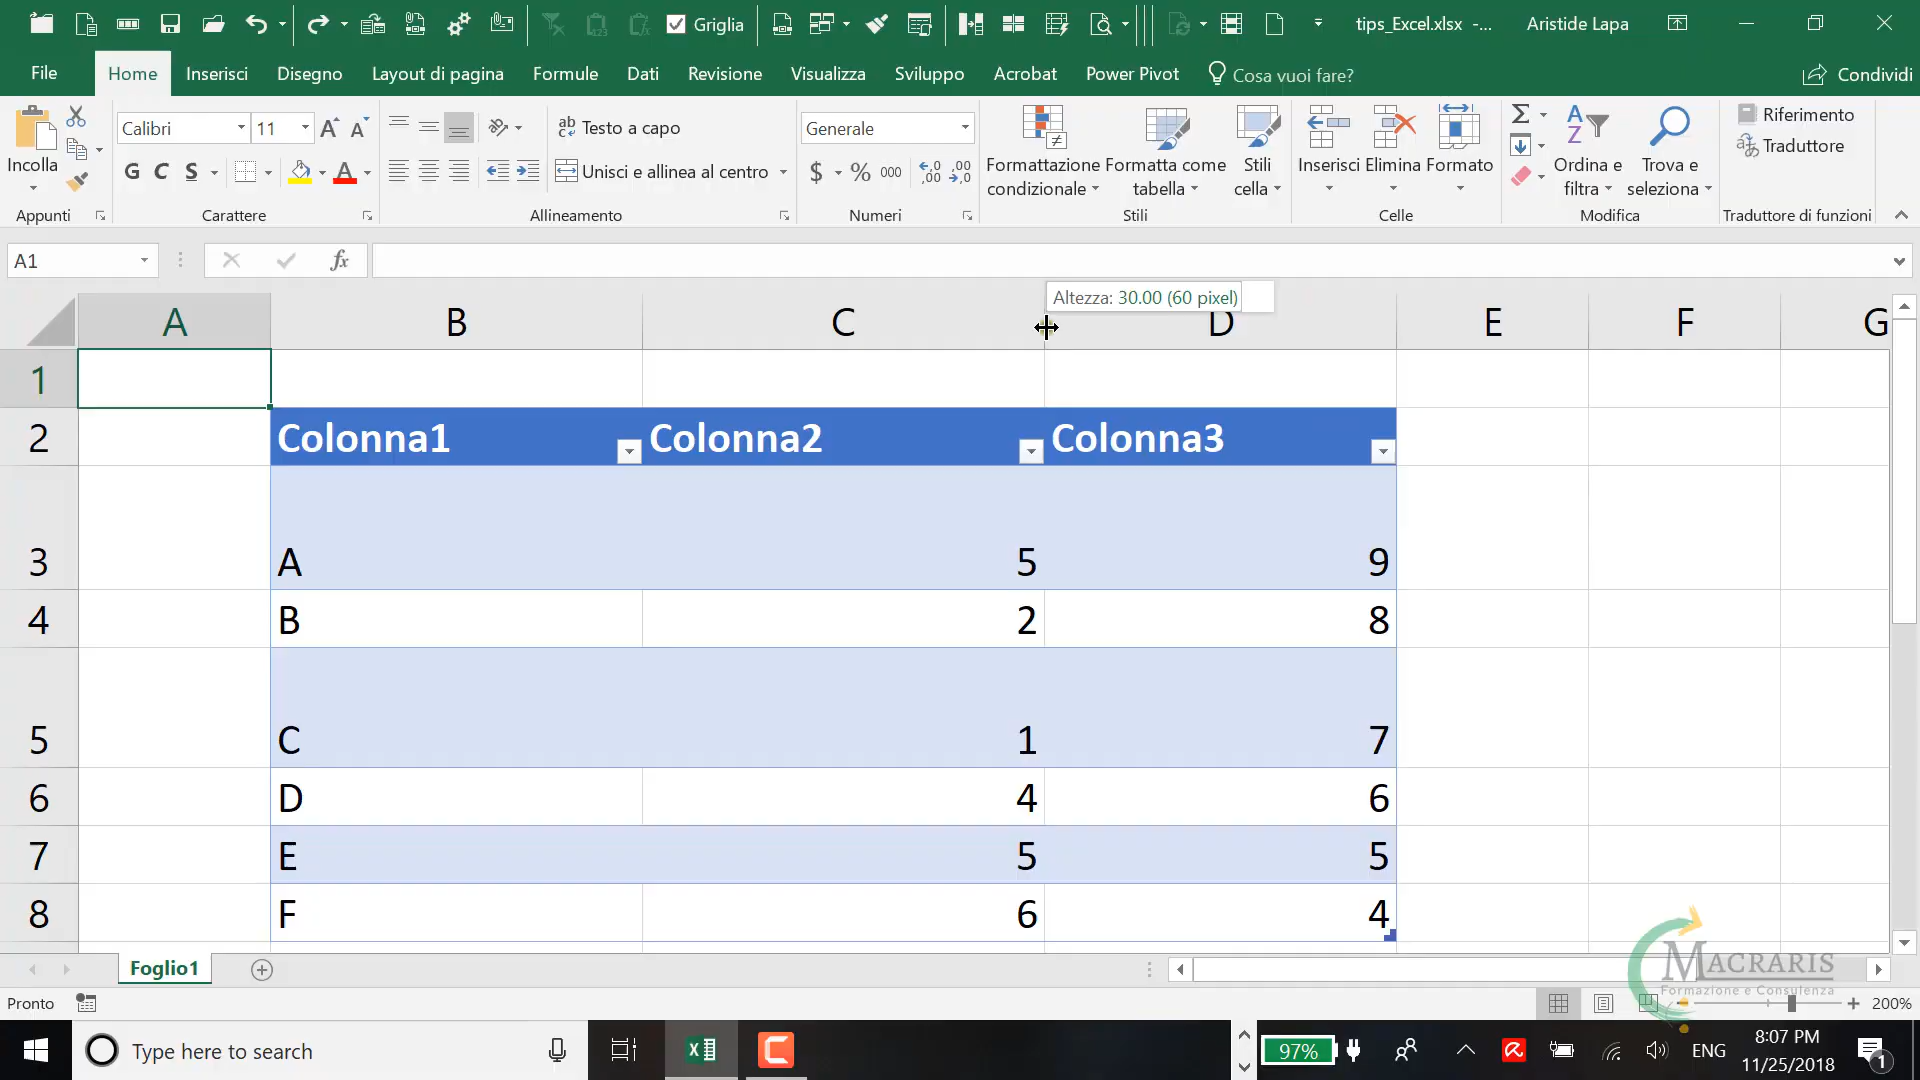 Griglia
tips_Excel.xlsx -...
Aristide Lapa
File
Home
Inserisci
Disegno
Layout di pagina
Formule
Dati
Revisione
Visualizza
Sviluppo
Acrobat
Power Pivot
Cosa vuoi fare?
Condividi
Incolla
Calibri
11
G C S
Testo a capo
Unisci e allinea al centro
Generale
$ % 000
Formattazione
condizionale
Formatta come
tabella
Stili
cella
Inserisci
Elimina
Formato
Ordina e
filtra
Trova e
seleziona
Riferimento
Traduttore
Appunti
Carattere
Allineamento
Numeri
Stili
Celle
Modifica
Traduttore di funzioni
A1
fx
Altezza: 30.00 (60 pixel)
A B C D E F G
1
2 Colonna1 Colonna2 Colonna3
3 A 5 9
4 B 2 8
5 C 1 7
6 D 4 6
7 E 5 5
8 F 6 4
Foglio1
MACRARIS
Formazione e Consulenza
Pronto
200%
Type here to search
97%
ENG
8:07 PM
11/25/2018
1